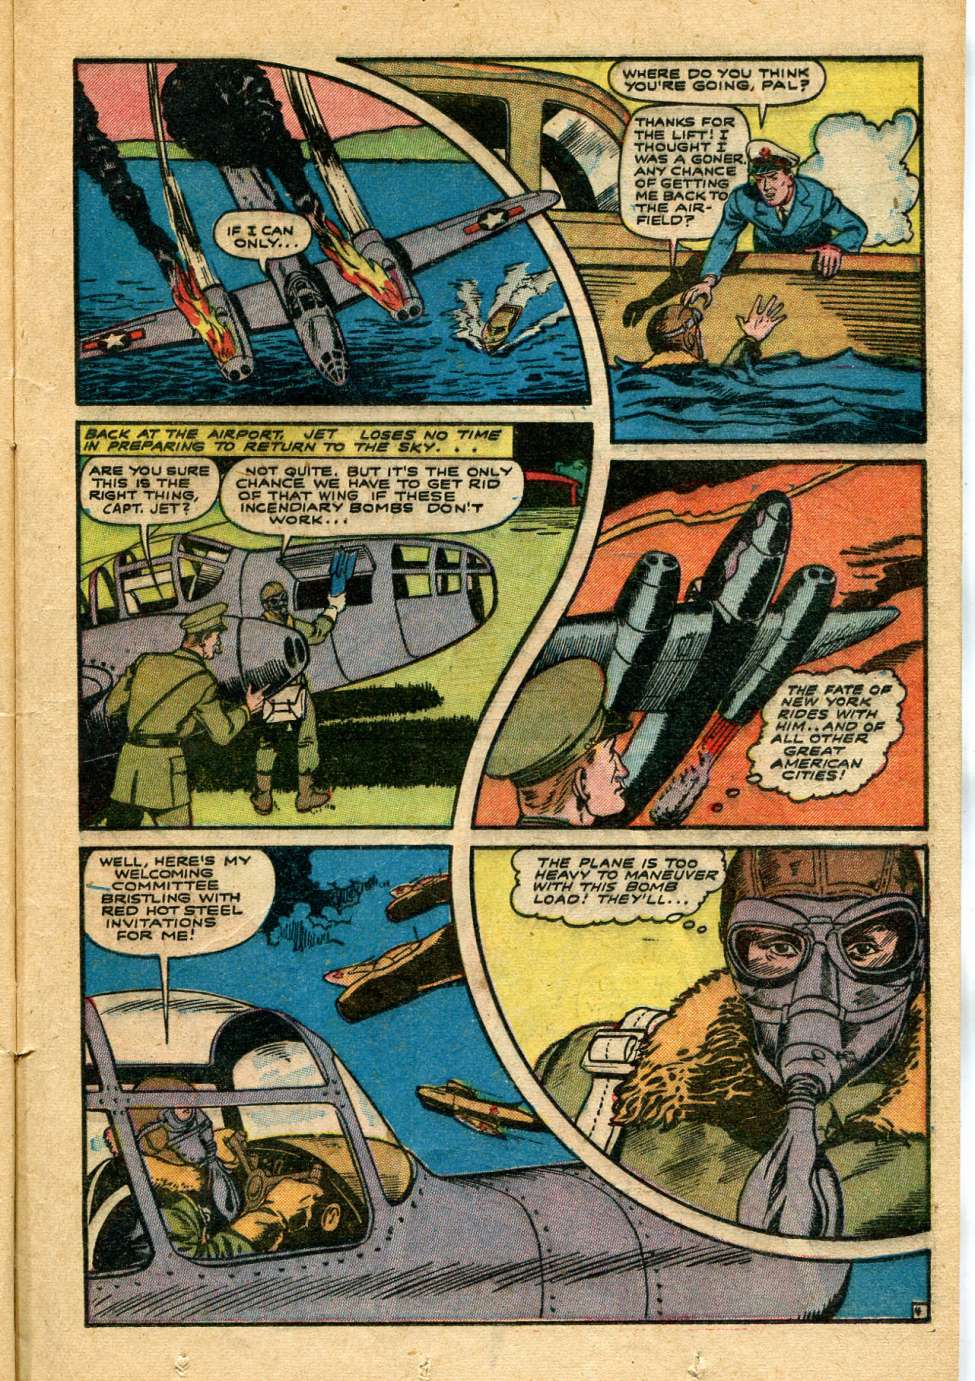 IF I CAN
ONLY...
WHERE DO YOU THINK
YOU'RE GOING, PAL?
THANKS FOR
THE LIFT! I
THOUGHT I
WAS A GONER.
ANY CHANCE
OF GETTING
ME BACK TO
THE AIR-
FIELD?
BACK AT THE AIRPORT, JET LOSES NO TIME
IN PREPARING TO RETURN TO THE SKY...
ARE YOU SURE
THIS IS THE
RIGHT THING,
CAPT. JET?
NOT QUITE, BUT IT'S THE ONLY
CHANCE WE HAVE TO GET RID
OF THAT WING IF THESE
INCENDIARY BOMBS DON'T
WORK...
THE FATE OF
NEW YORK
RIDES WITH
HIM...AND OF
ALL OTHER
GREAT
AMERICAN
CITIES!
WELL, HERE'S MY
WELCOMING
COMMITTEE
BRISTLING WITH
RED HOT STEEL
INVITATIONS
FOR ME!
THE PLANE IS TOO
HEAVY TO MANEUVER
WITH THIS BOMB
LOAD! THEY'LL...
4